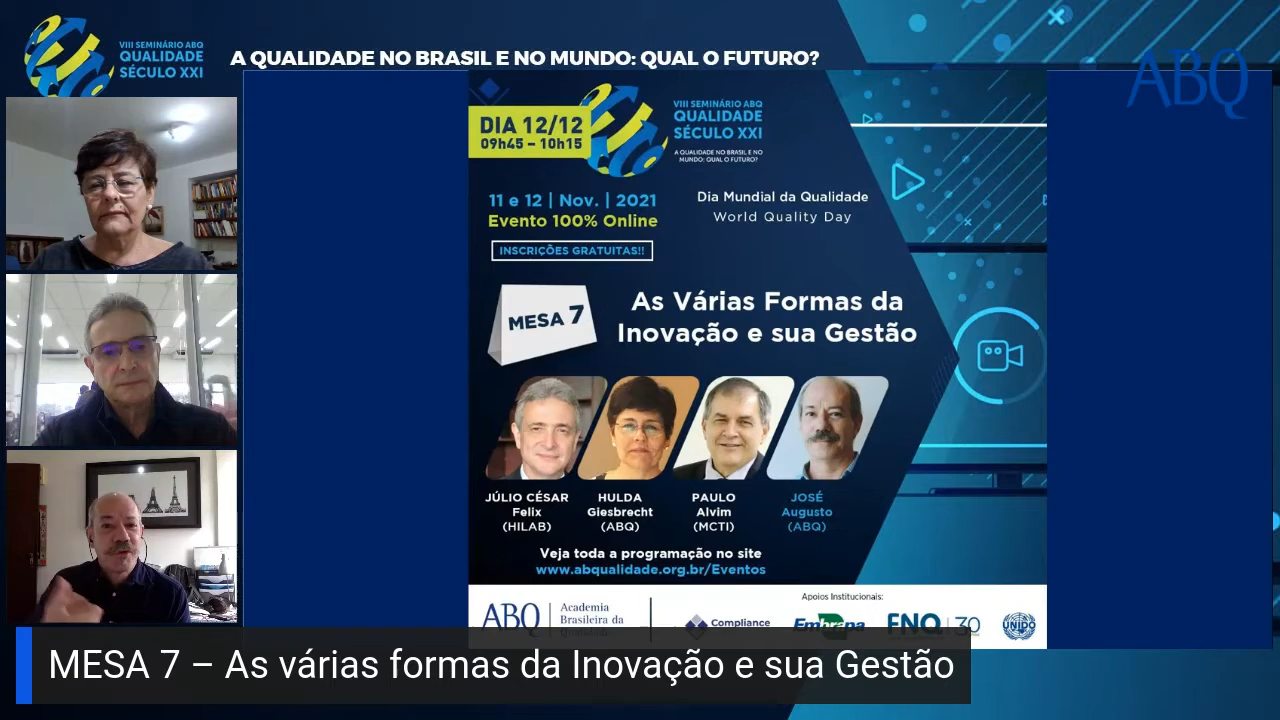 VIII SEMINÁRIO ABQ
QUALIDADE
SÉCULO XXI
A QUALIDADE NO BRASIL E NO MUNDO: QUAL O FUTURO?
ABQ
DIA 12/12
09h45 – 10h15
VIII SEMINÁRIO ABQ
QUALIDADE
SÉCULO XXI
A QUALIDADE NO BRASIL E NO
MUNDO: QUAL O FUTURO?
11 e 12 | Nov. | 2021
Evento 100% Online
Dia Mundial da Qualidade
World Quality Day
INSCRIÇÕES GRATUITAS!!
MESA 7
As Várias Formas da
Inovação e sua Gestão
JÚLIO CÉSAR
Felix
(HILAB)
HULDA
Giesbrecht
(ABQ)
PAULO
Alvim
(MCTI)
JOSÉ
Augusto
(ABQ)
Veja toda a programação no site
www.abqualidade.org.br/Eventos
Apoios Institucionais:
ABQ
Academia
Brasileira da
Qualidade
Compliance
Embrapa
FNQ 30
UNIPO
MESA 7 – As várias formas da Inovação e sua Gestão